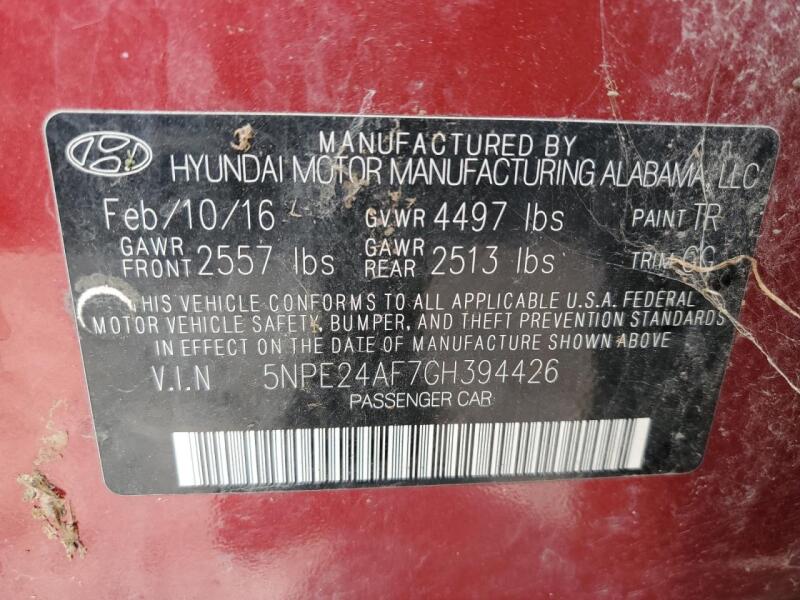 MANUFACTURED BY
HYUNDAI MOTOR MANUFACTURING ALABAMA, LLC
Feb/10/16 GVWR 4497 lbs PAINT TR
GAWR FRONT 2557 lbs GAWR REAR 2513 lbs TRIM
THIS VEHICLE CONFORMS TO ALL APPLICABLE U.S.A. FEDERAL
MOTOR VEHICLE SAFETY, BUMPER, AND THEFT PREVENTION STANDARDS
IN EFFECT ON THE DATE OF MANUFACTURE SHOWN ABOVE
V.I.N 5NPE24AF7GH394426
PASSENGER CAR